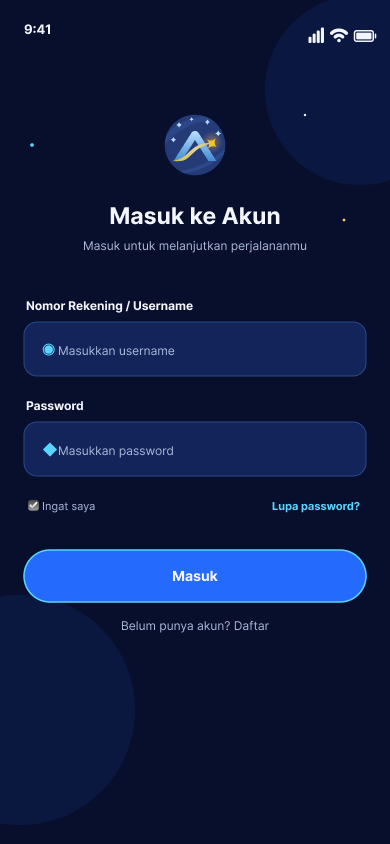 9:41
Masuk ke Akun
Masuk untuk melanjutkan perjalananmu
Nomor Rekening / Username
Masukkan username
Password
Masukkan password
Ingat saya
Lupa password?
Masuk
Belum punya akun? Daftar